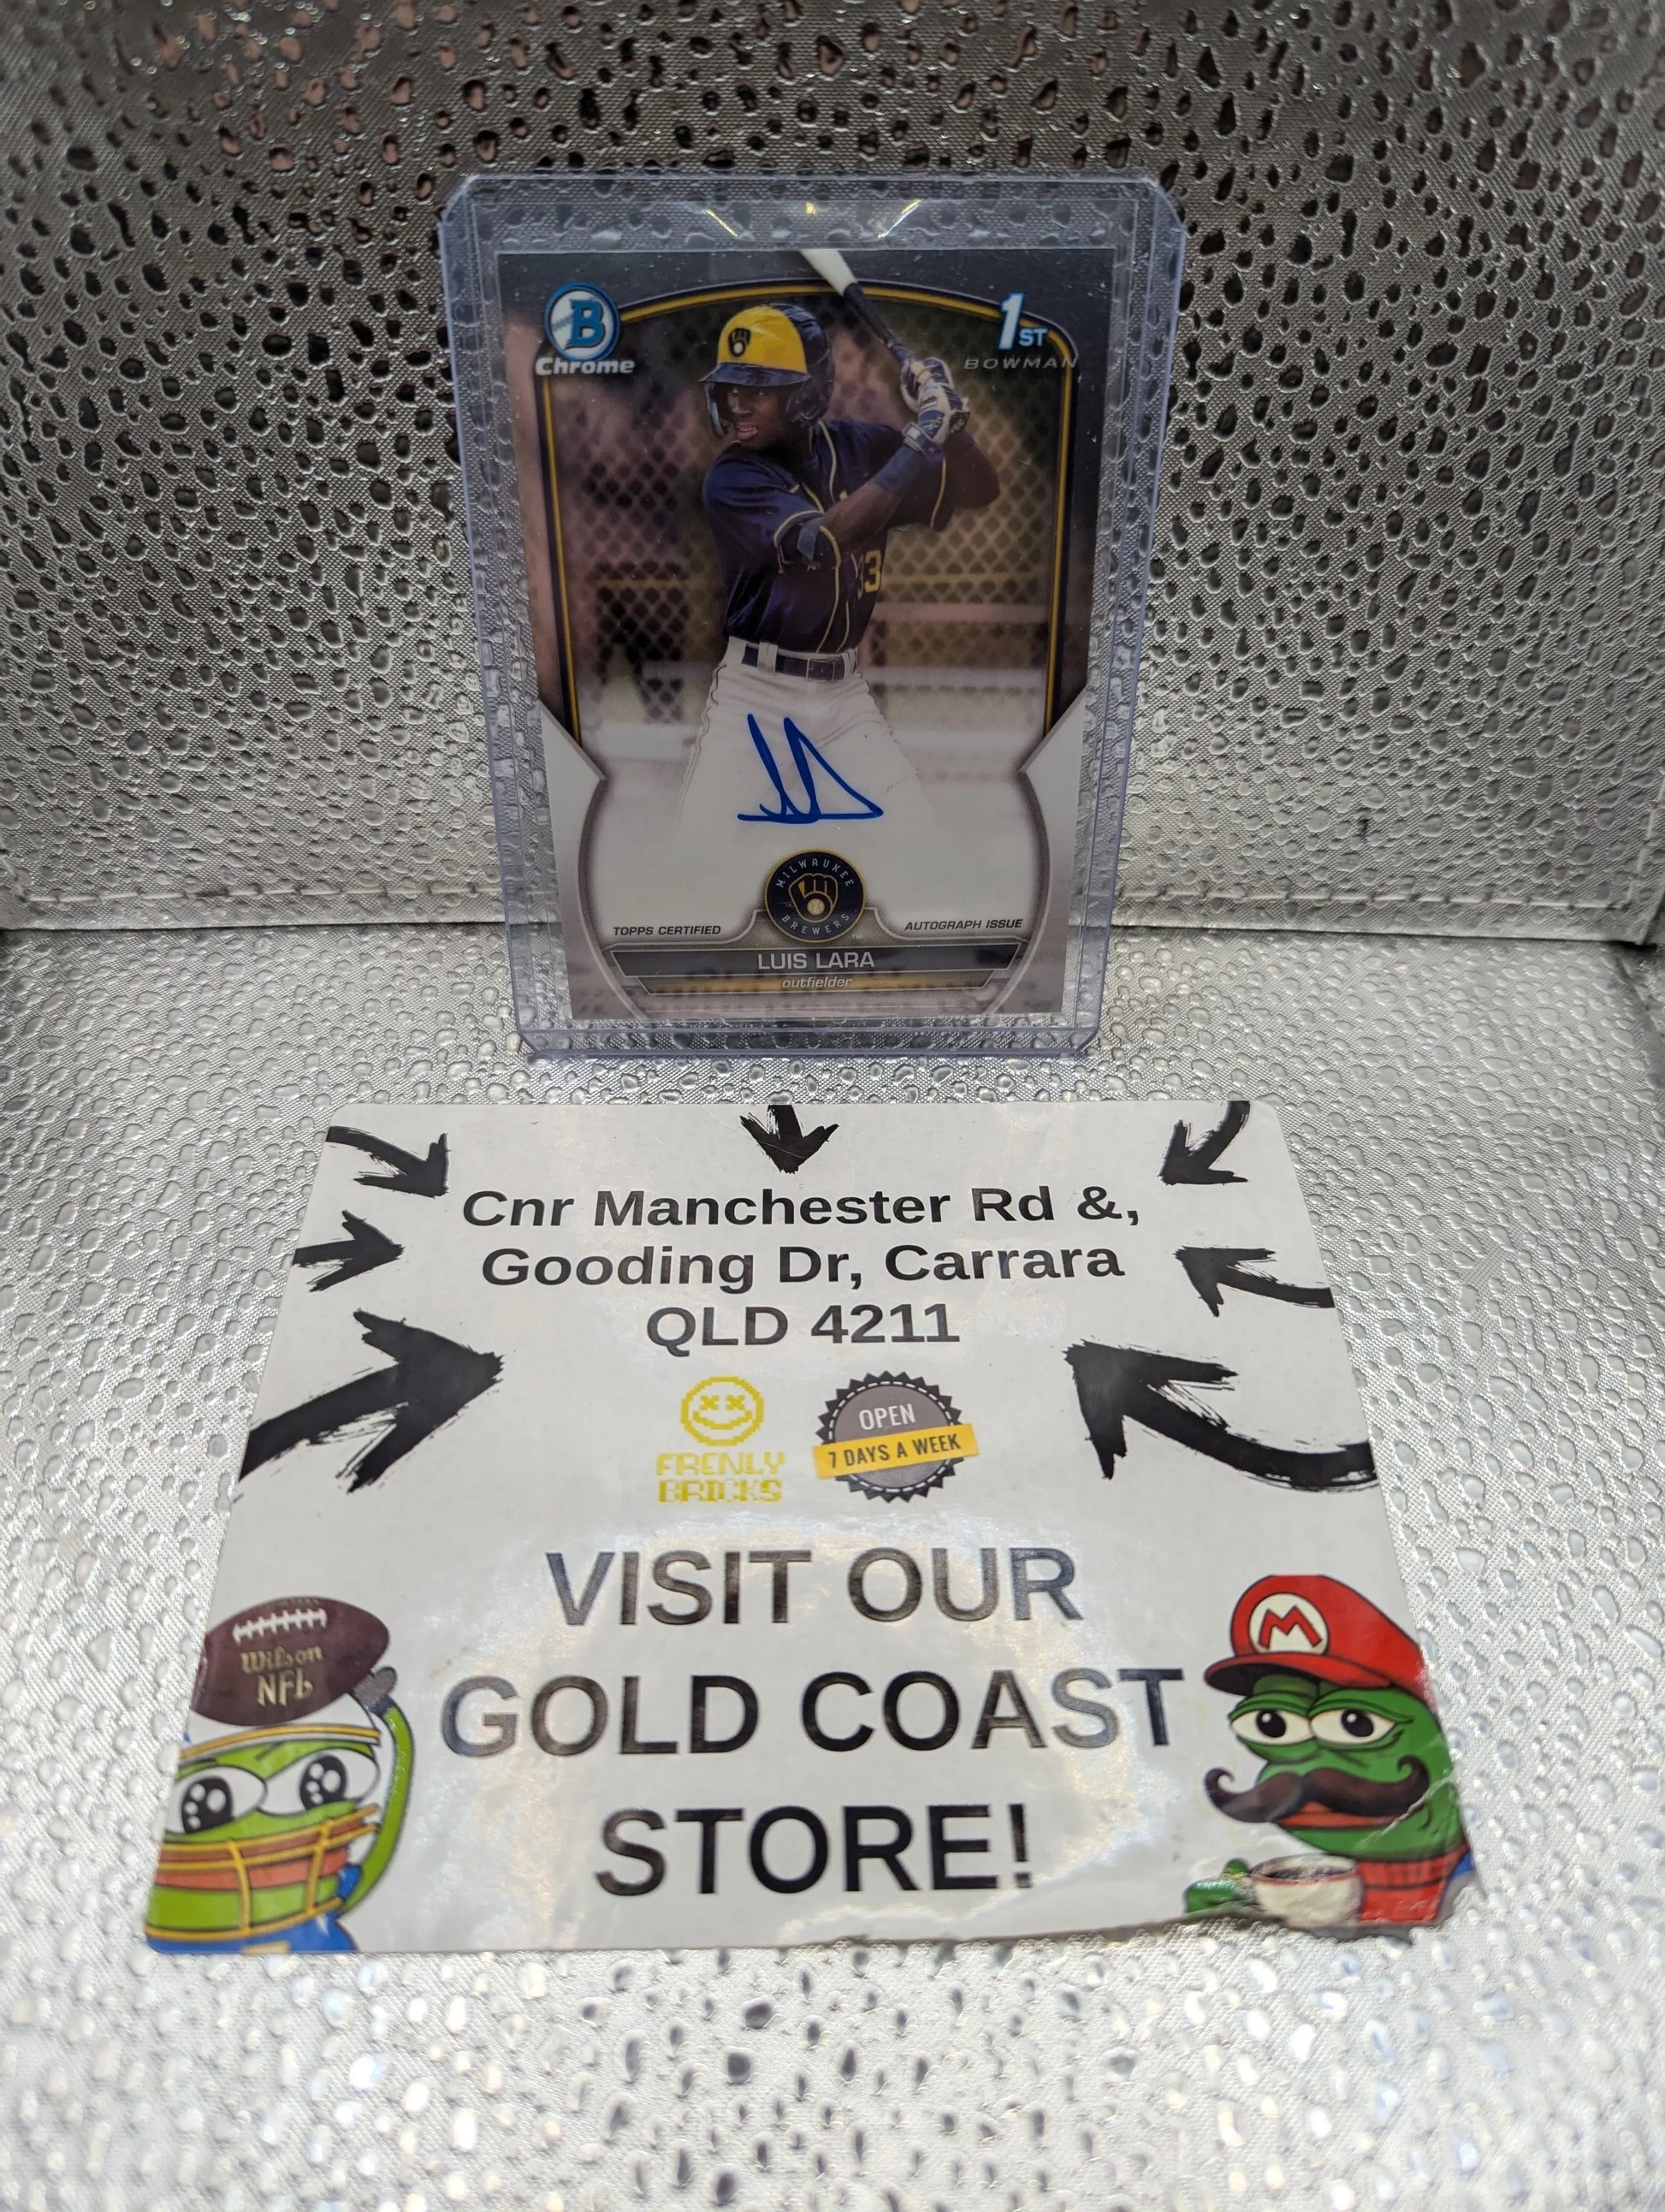 B
Chrome
1ST
BOWMAN
33
MILWAUKEE
BREWERS
TOPPS CERTIFIED
AUTOGRAPH ISSUE
LUIS LARA
outfielder
Cnr Manchester Rd &,
Gooding Dr, Carrara
QLD 4211
FRENLY
BRICKS
OPEN
7 DAYS A WEEK
VISIT OUR
GOLD COAST
STORE!
Wilson
NFL
M